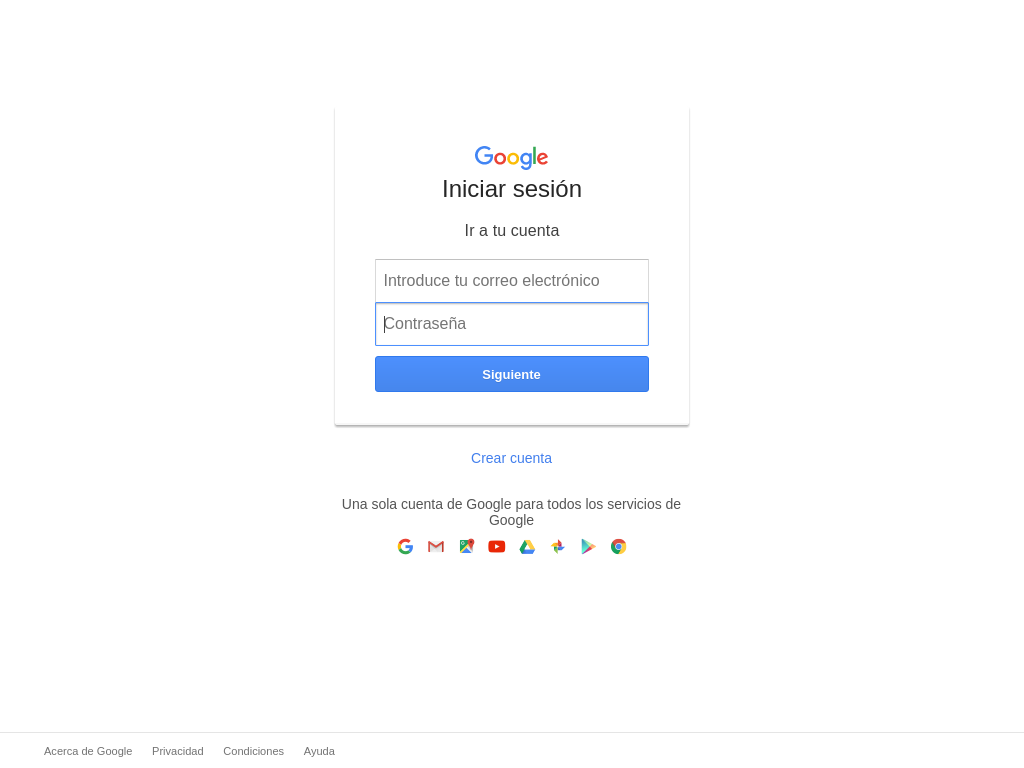 Google
Iniciar sesión
Ir a tu cuenta
Introduce tu correo electrónico
Contraseña
Siguiente
Crear cuenta
Una sola cuenta de Google para todos los servicios de
Google
Acerca de Google Privacidad Condiciones Ayuda